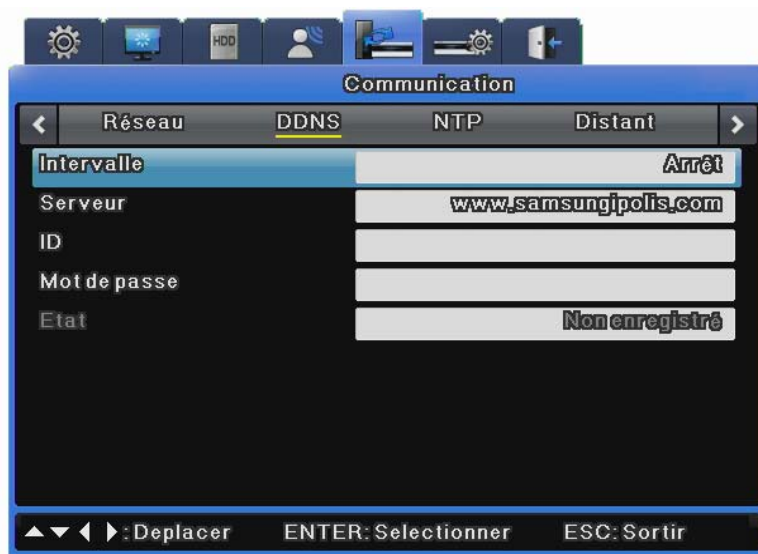 HDD
Communication
Réseau DDNS NTP Distant
Intervalle Arrêt
Serveur www.samsungipolis.com
ID
Mot de passe
Etat Non enregistré
:Deplacer ENTER:Selectionner ESC:Sortir